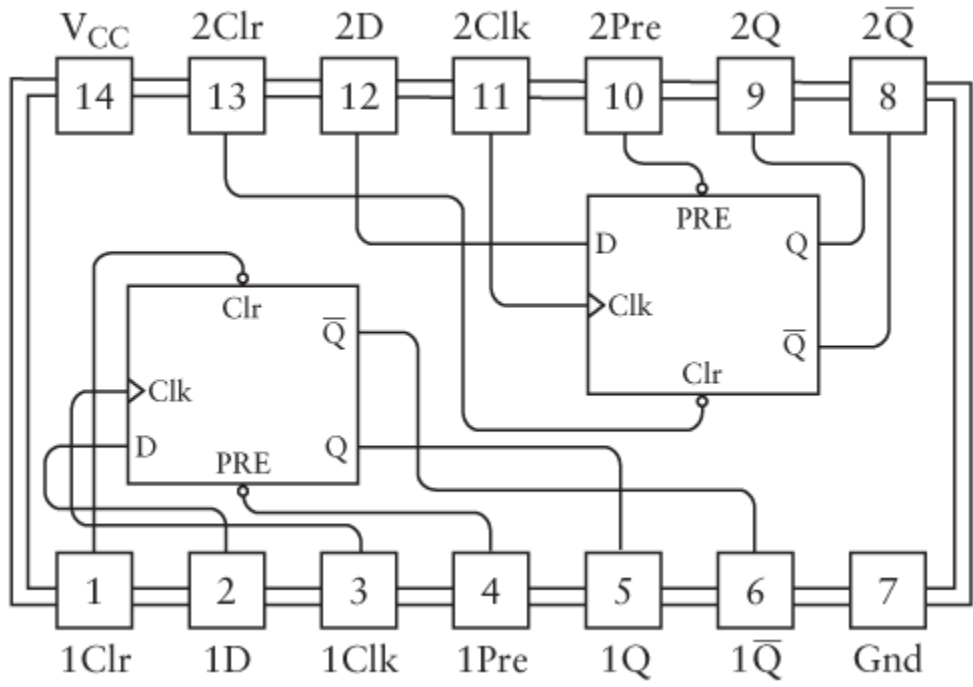 V_CC 2Clr 2D 2Clk 2Pre 2Q 2Q̅
14 13 12 11 10 9 8
PRE
D Q
Clk
Q̅
Clr
Clr
Q̅
Clk
D Q
PRE
1 2 3 4 5 6 7
1Clr 1D 1Clk 1Pre 1Q 1Q̅ Gnd